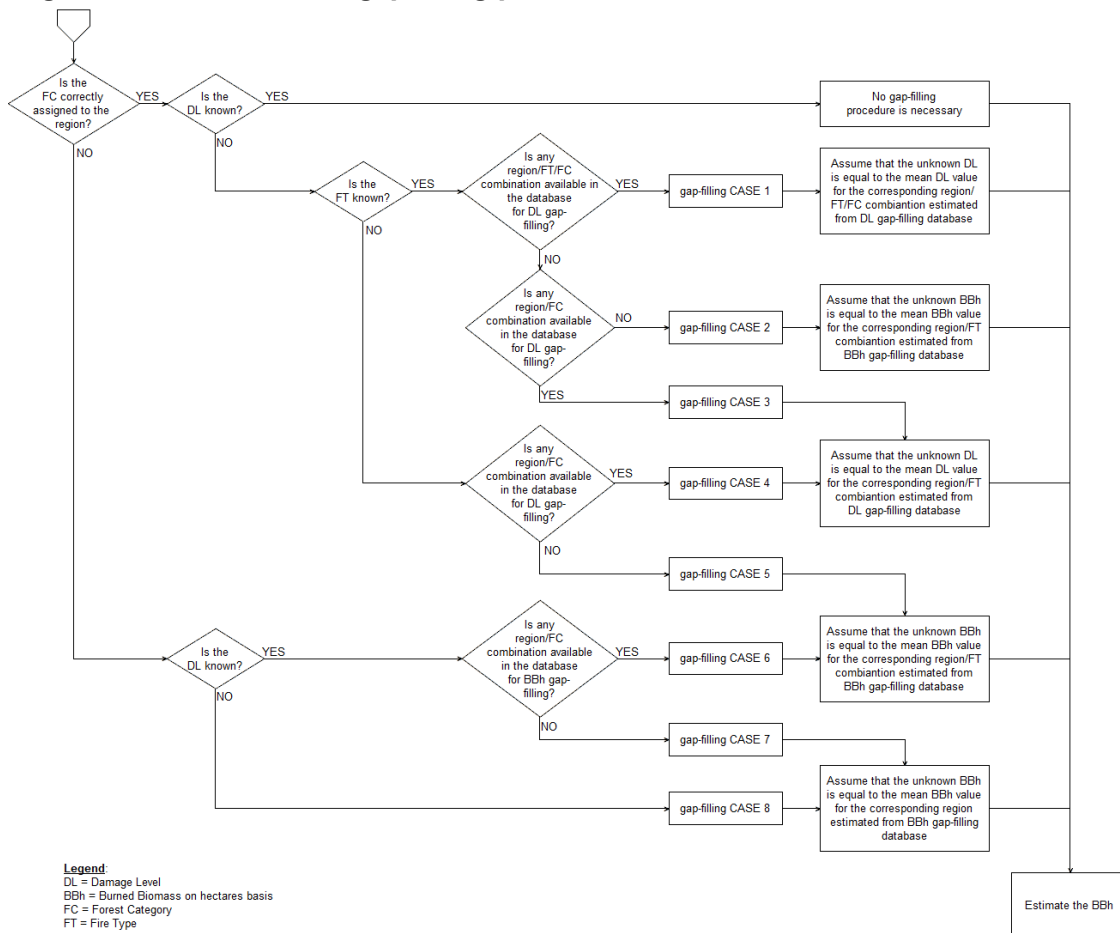 Is the
FC correctly
assigned to the
region?
YES
NO
Is the
DL known?
YES
NO
No gap-filling
procedure is necessary
Is the
FT known?
YES
NO
Is any
region/FT/FC
combination available in
the database
for DL gap-
filling?
YES
NO
gap-filling CASE 1
Assume that the unknown DL
is equal to the mean DL value
for the corresponding region/
FT/FC combiantion estimated
from DL gap-filling database
Is any
region/FC
combination available
in the database
for DL gap-
filling?
NO
YES
gap-filling CASE 2
Assume that the unknown BBh
is equal to the mean BBh value
for the corresponding region/FT
combiantion estimated from
BBh gap-filling database
gap-filling CASE 3
Is any
region/FC
combination available
in the database
for DL gap-
filling?
YES
NO
gap-filling CASE 4
Assume that the unknown DL
is equal to the mean DL value
for the corresponding region/FT
combiantion estimated from
DL gap-filling database
gap-filling CASE 5
Is the
DL known?
YES
NO
Is any
region/FC
combination available
in the database
for BBh gap-
filling?
YES
NO
gap-filling CASE 6
Assume that the unknown BBh
is equal to the mean BBh value
for the corresponding region/FT
combiantion estimated from
BBh gap-filling database
gap-filling CASE 7
gap-filling CASE 8
Assume that the unknown BBh
is equal to the mean BBh value
for the corresponding region
estimated from BBh gap-filling
database
Estimate the BBh
Legend:
DL = Damage Level
BBh = Burned Biomass on hectares basis
FC = Forest Category
FT = Fire Type